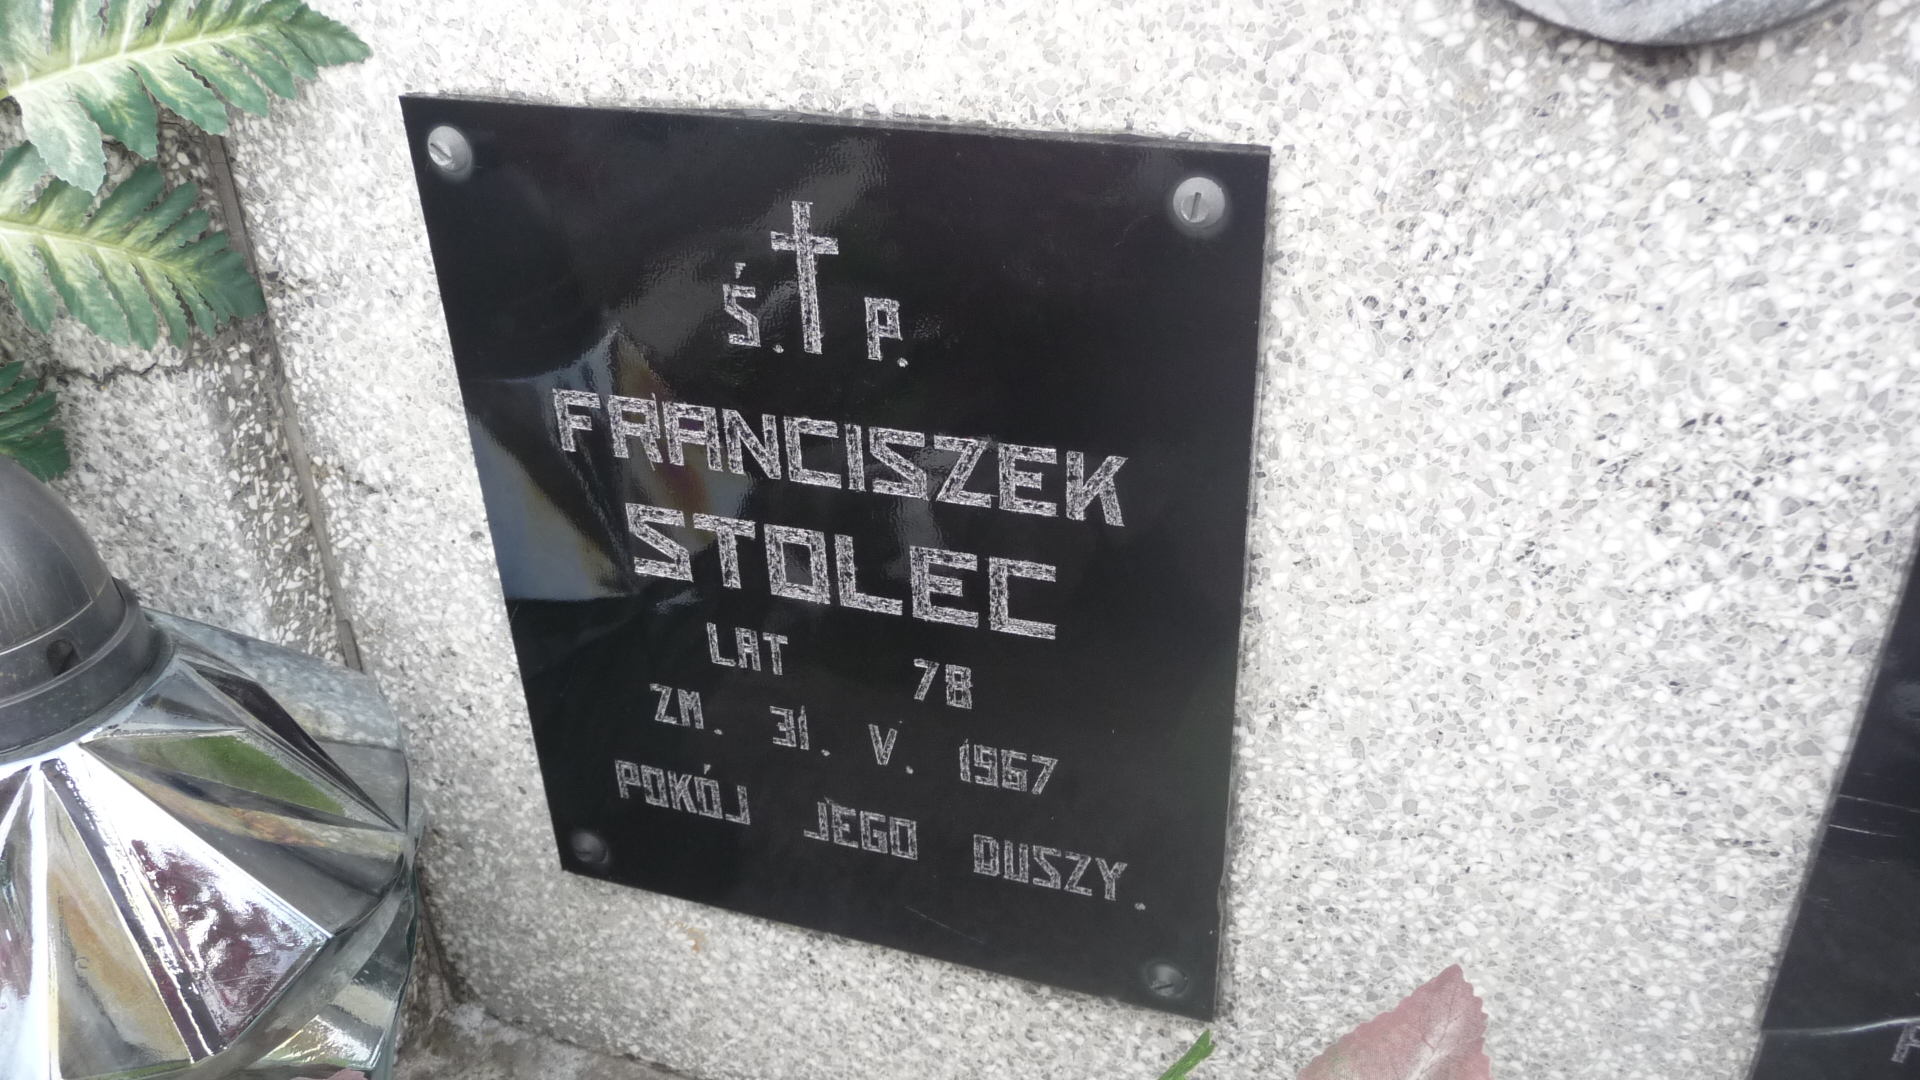 Ś. P.
FRANCISZEK
STOLEC
LAT 78
ZM. 31. V. 1967
POKÓJ JEGO DUSZY.